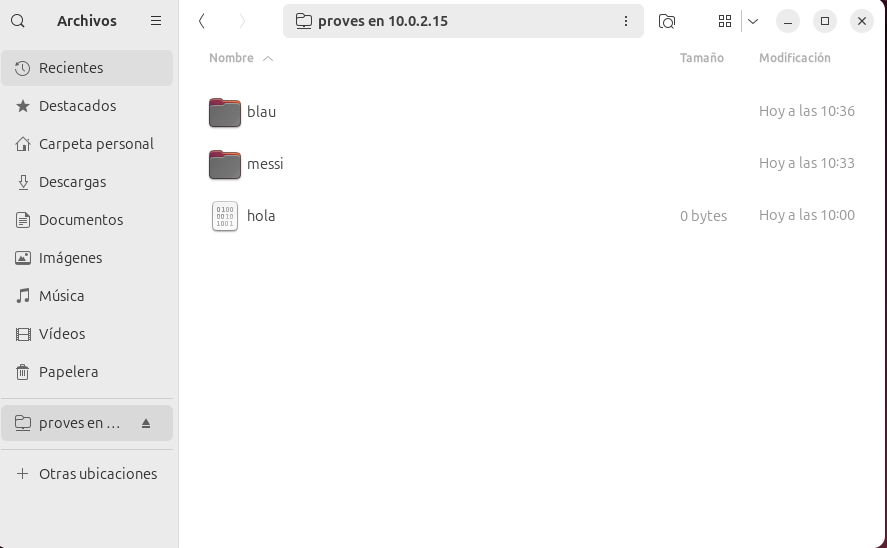 Archivos
proves en 10.0.2.15
Recientes
Destacados
Carpeta personal
Descargas
Documentos
Imágenes
Música
Vídeos
Papelera
proves en ...
Otras ubicaciones
Nombre Tamaño Modificación
blau Hoy a las 10:36
messi Hoy a las 10:33
hola 0 bytes Hoy a las 10:00